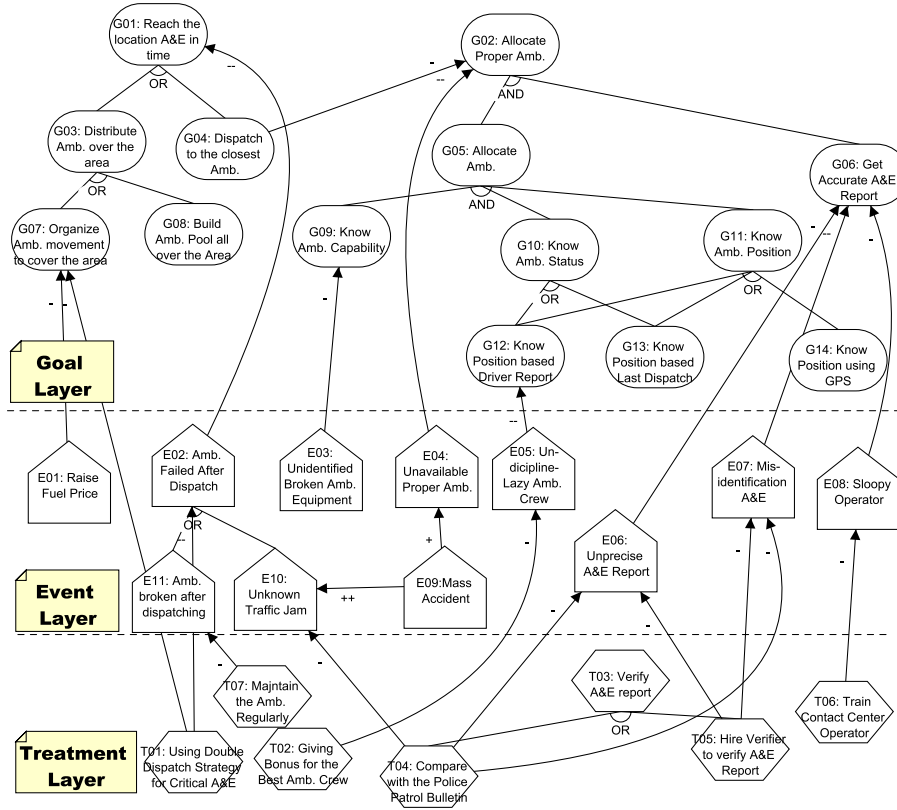 G01: Reach the
location A&E in
time
G02: Allocate
Proper Amb.
-
--
-
--
OR
AND
G03: Distribute
Amb. over the
area
G04: Dispatch
to the closest
Amb.
G05: Allocate
Amb.
G06: Get
Accurate A&E
Report
OR
AND
G07: Organize
Amb. movement
to cover the area
G08: Build
Amb. Pool all
over the Area
G09: Know
Amb. Capability
G10: Know
Amb. Status
G11: Know
Amb. Position
-
--
-
OR
OR
-
-
-
G12: Know
Position based
Driver Report
G13: Know
Position based
Last Dispatch
G14: Know
Position using
GPS
Goal
Layer
--
E01: Raise
Fuel Price
E02: Amb.
Failed After
Dispatch
E03:
Unidentified
Broken Amb.
Equipment
E04:
Unavailable
Proper Amb.
E05: Un-
dicipline-
Lazy Amb.
Crew
E07: Mis-
identification
A&E
E08: Sloopy
Operator
OR
--
+
-
-
-
-
E06:
Unprecise
A&E Report
E11: Amb.
broken after
dispatching
E10:
Unknown
Traffic Jam
E09:Mass
Accident
++
Event
Layer
-
-
-
-
T07: Majntain
the Amb.
Regularly
T03: Verify
A&E report
T06: Train
Contact Center
Operator
OR
T01: Using Double
Dispatch Strategy
for Critical A&E
T02: Giving
Bonus for the
Best Amb. Crew
T04: Compare
with the Police
Patrol Bulletin
T05: Hire Verifier
to verify A&E
Report
Treatment
Layer